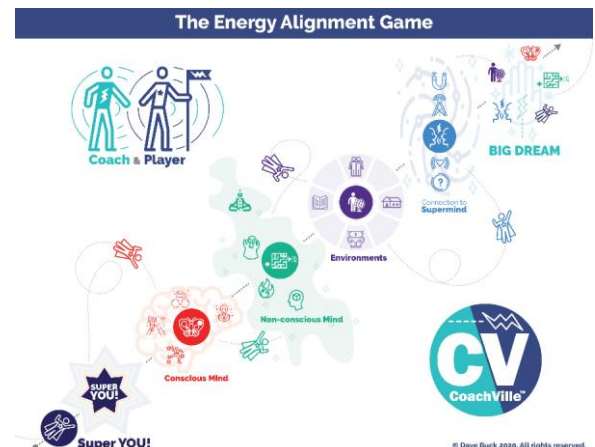 The Energy Alignment Game
Coach & Player
BIG DREAM
Connection to
Supermind
Environments
Non-conscious Mind
Conscious Mind
SUPER
YOU!
Super YOU!
CV
CoachVille™
© Dave Buck 2020. All rights reserved.